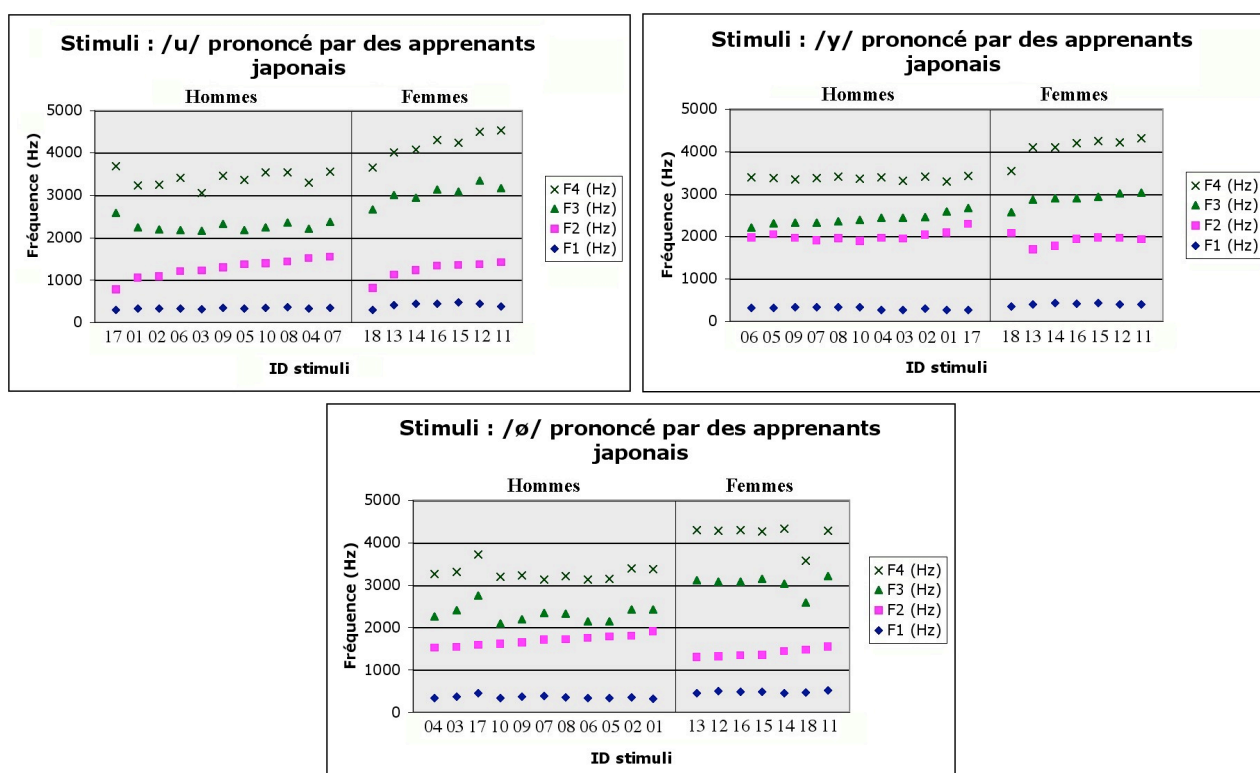 Stimuli : /u/ prononcé par des apprenants
japonais
Hommes Femmes
Fréquence (Hz)
5000
4000
3000
2000
1000
0
17 01 02 06 03 09 05 10 08 04 07 18 13 14 16 15 12 11
ID stimuli
F4 (Hz)
F3 (Hz)
F2 (Hz)
F1 (Hz)
Stimuli : /y/ prononcé par des apprenants
japonais
Hommes Femmes
Fréquence (Hz)
5000
4000
3000
2000
1000
0
06 05 09 07 08 10 04 03 02 01 17 18 13 14 16 15 12 11
ID stimuli
F4 (Hz)
F3 (Hz)
F2 (Hz)
F1 (Hz)
Stimuli : /ø/ prononcé par des apprenants
japonais
Hommes Femmes
Fréquence (Hz)
5000
4000
3000
2000
1000
0
04 03 17 10 09 07 08 06 05 02 01 13 12 16 15 14 18 11
ID stimuli
F4 (Hz)
F3 (Hz)
F2 (Hz)
F1 (Hz)